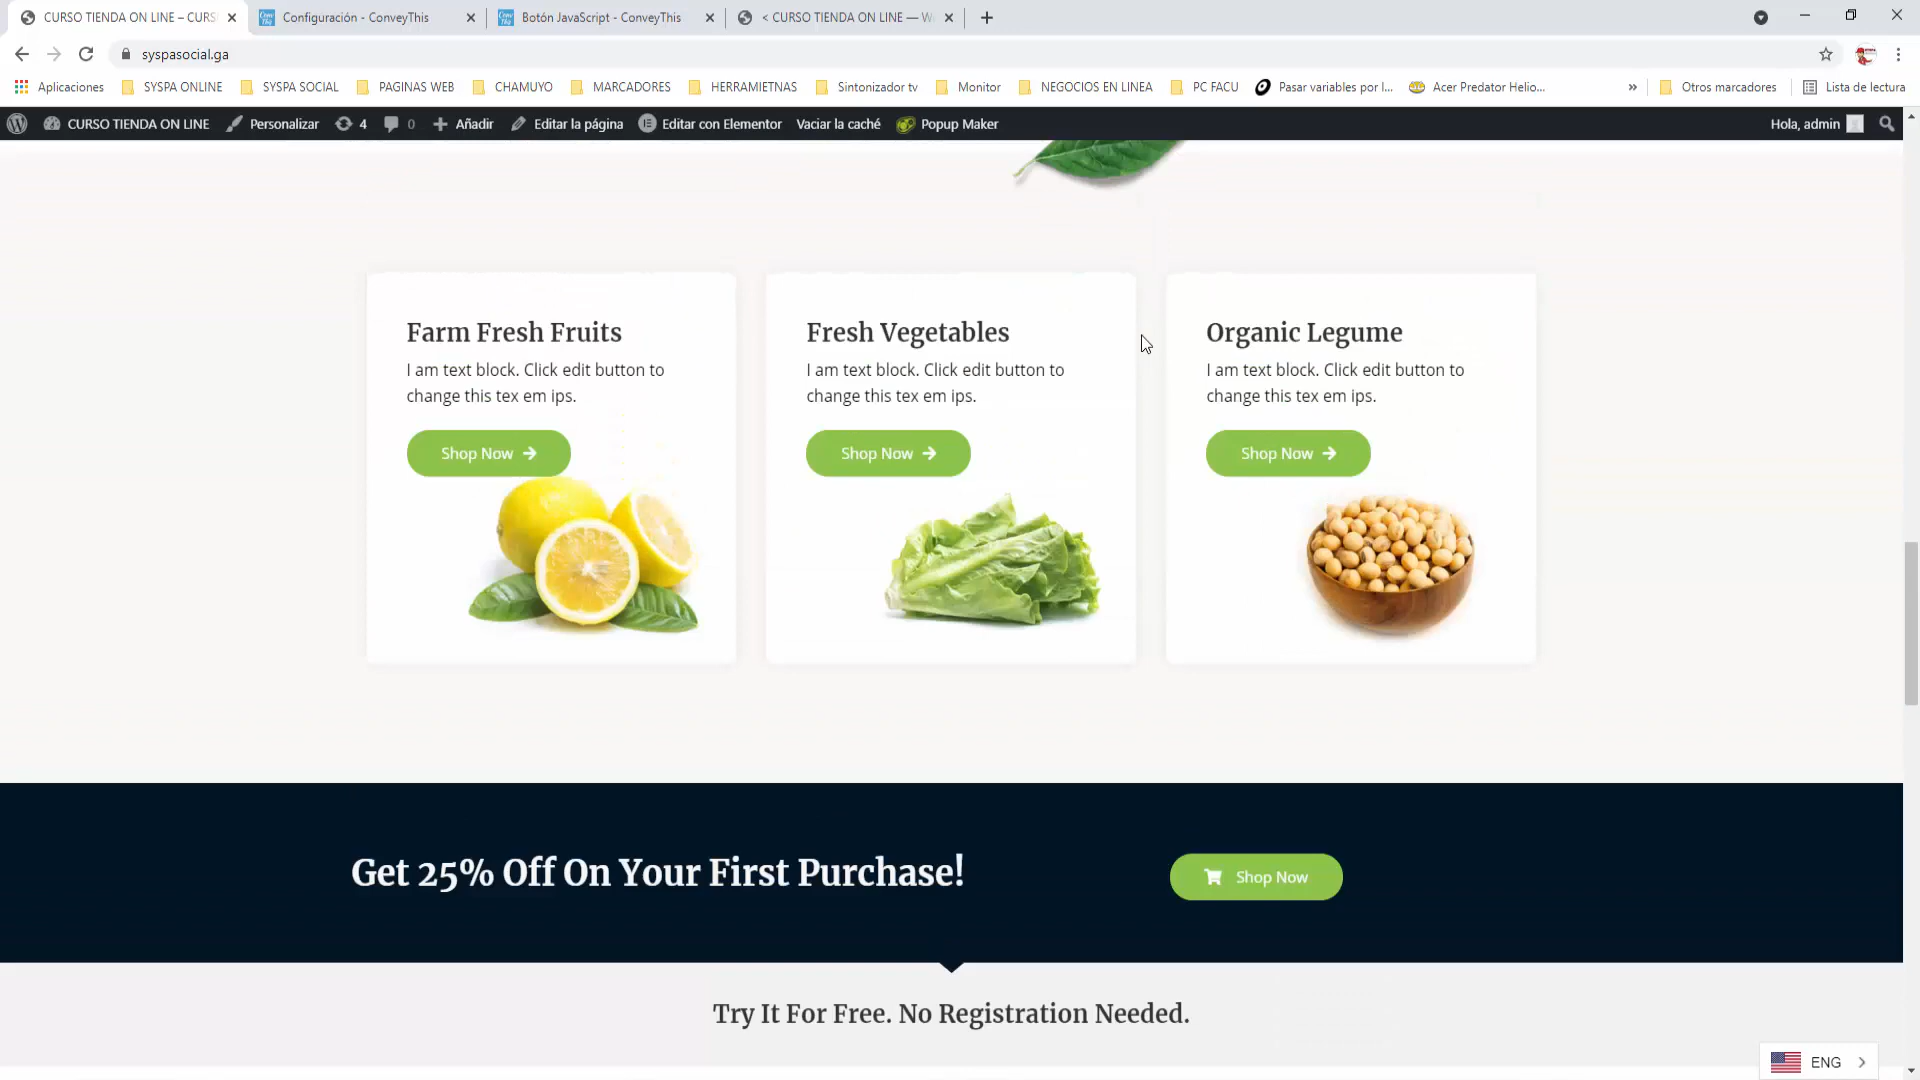 CURSO TIENDA ON LINE – CURS
Configuración - ConveyThis
Botón JavaScript - ConveyThis
< CURSO TIENDA ON LINE — W
syspasocial.ga
Aplicaciones
SYSPA ONLINE
SYSPA SOCIAL
PAGINAS WEB
CHAMUYO
MARCADORES
HERRAMIETNAS
Sintonizador tv
Monitor
NEGOCIOS EN LINEA
PC FACU
Pasar variables por l...
Acer Predator Helio...
»
Otros marcadores
Lista de lectura
CURSO TIENDA ON LINE
Personalizar
4
0
Añadir
Editar la página
Editar con Elementor
Vaciar la caché
Popup Maker
Hola, admin
Farm Fresh Fruits
I am text block. Click edit button to
change this tex em ips.
Shop Now
Fresh Vegetables
I am text block. Click edit button to
change this tex em ips.
Shop Now
Organic Legume
I am text block. Click edit button to
change this tex em ips.
Shop Now
Get 25% Off On Your First Purchase!
Shop Now
Try It For Free. No Registration Needed.
ENG